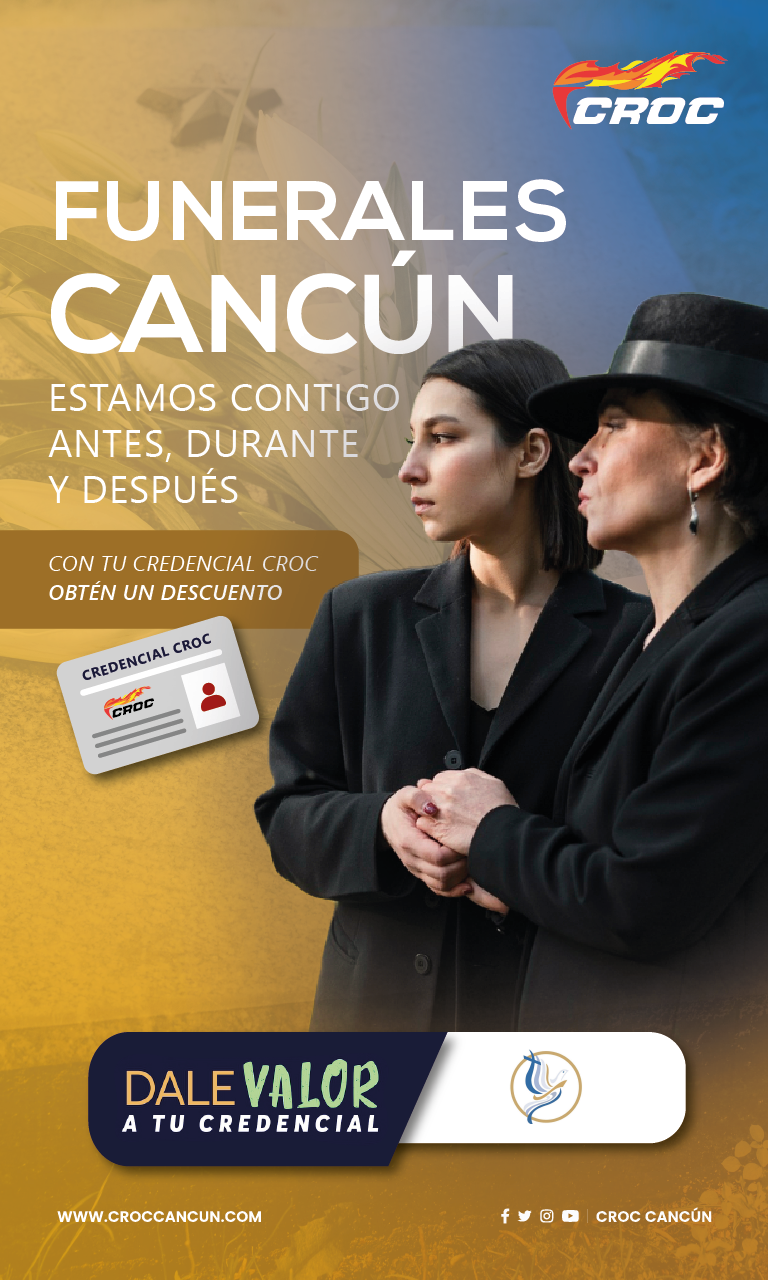 CROC
FUNERALES
CANCÚN
ESTAMOS CONTIGO
ANTES, DURANTE
Y DESPUÉS
CON TU CREDENCIAL CROC
OBTÉN UN DESCUENTO
CREDENCIAL CROC
CROC
DALE VALOR
A TU CREDENCIAL
WWW.CROCCANCUN.COM
CROC CANCÚN